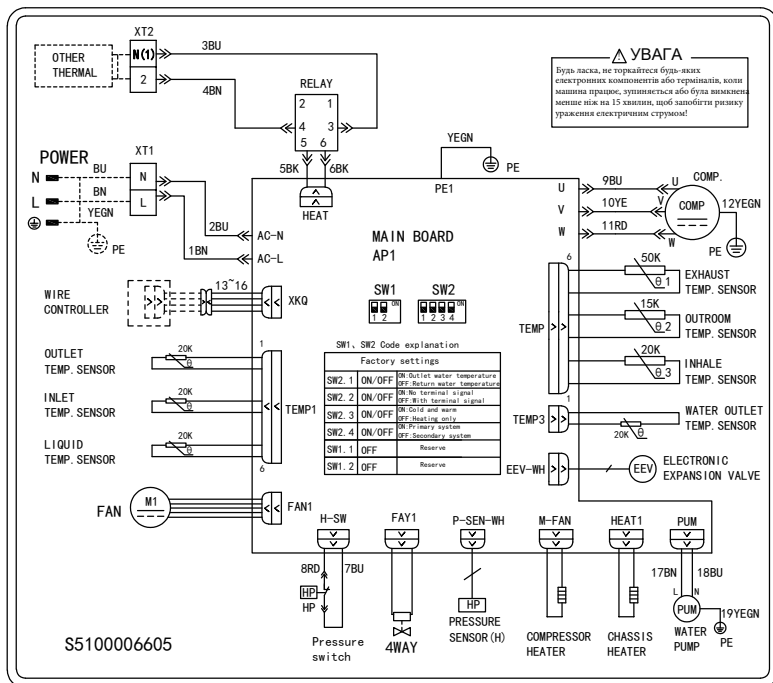 XT2
OTHER
THERMAL
N(1)
2
3BU
4BN
RELAY
2 1
4 3
5 6
5BK
6BK
HEAT
⚠ УВАГА
Будь ласка, не торкайтеся будь-яких
електронних компонентів або терміналів, коли
машина працює, зупиняється або була вимкнена
менше ніж на 15 хвилин, щоб запобігти ризику
ураження електричним струмом!
POWER
XT1
N
BU
N
L
BN
L
YEGN
PE
2BU
1BN
AC-N
AC-L
YEGN
PE
PE1
MAIN BOARD
AP1
U
V
W
9BU
10YE
11RD
U
V
W
COMP.
COMP
12YEGN
PE
WIRE
CONTROLLER
13~16
XKQ
SW1
ON
1 2
SW2
ON
1 2 3 4
6
TEMP
1
50K
θ 1
EXHAUST
TEMP. SENSOR
15K
θ 2
OUTROOM
TEMP. SENSOR
20K
θ 3
INHALE
TEMP. SENSOR
OUTLET
TEMP. SENSOR
20K
θ
INLET
TEMP. SENSOR
20K
θ
LIQUID
TEMP. SENSOR
20K
θ
1
TEMP1
6
SW1、SW2 Code explanation
Factory settings
SW2. 1 ON/OFF ON:Outlet water temperature
OFF:Return water temperature
SW2. 2 ON/OFF ON:No terminal signal
OFF:With terminal signal
SW2. 3 ON/OFF ON:Cold and warm
OFF:Heating only
SW2. 4 ON/OFF ON:Primary system
OFF:Secondary system
SW1. 1 OFF Reserve
SW1. 2 OFF Reserve
TEMP3
20K
θ
WATER OUTLET
TEMP. SENSOR
EEV-WH
EEV
ELECTRONIC
EXPANSION VALVE
FAN
M1
FAN1
H-SW
FAY1
P-SEN-WH
M-FAN
HEAT1
PUM
8RD
7BU
HP
HP
Pressure
switch
4WAY
HP
PRESSURE
SENSOR(H)
COMPRESSOR
HEATER
CHASSIS
HEATER
17BN
18BU
L N
PUM
19YEGN
PE
WATER
PUMP
S5100006605